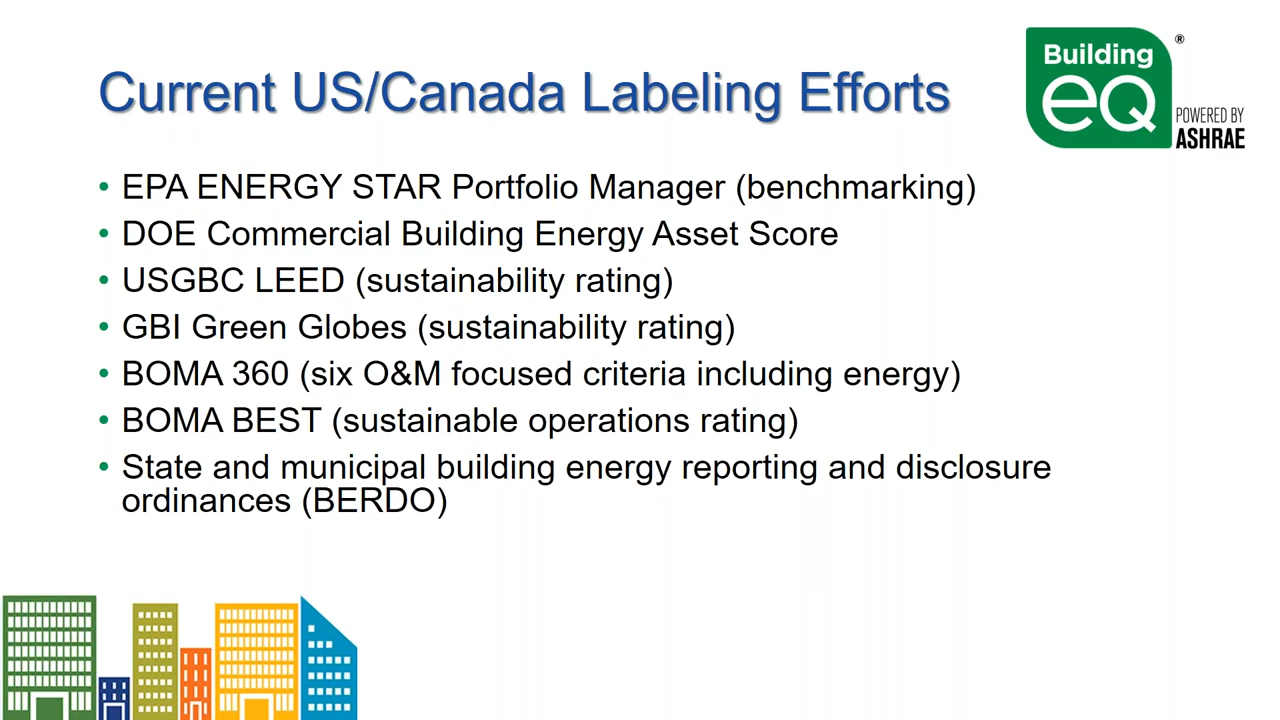 Current US/Canada Labeling Efforts
Building
eQ
®
POWERED BY
ASHRAE
• EPA ENERGY STAR Portfolio Manager (benchmarking)
• DOE Commercial Building Energy Asset Score
• USGBC LEED (sustainability rating)
• GBI Green Globes (sustainability rating)
• BOMA 360 (six O&M focused criteria including energy)
• BOMA BEST (sustainable operations rating)
• State and municipal building energy reporting and disclosure
ordinances (BERDO)